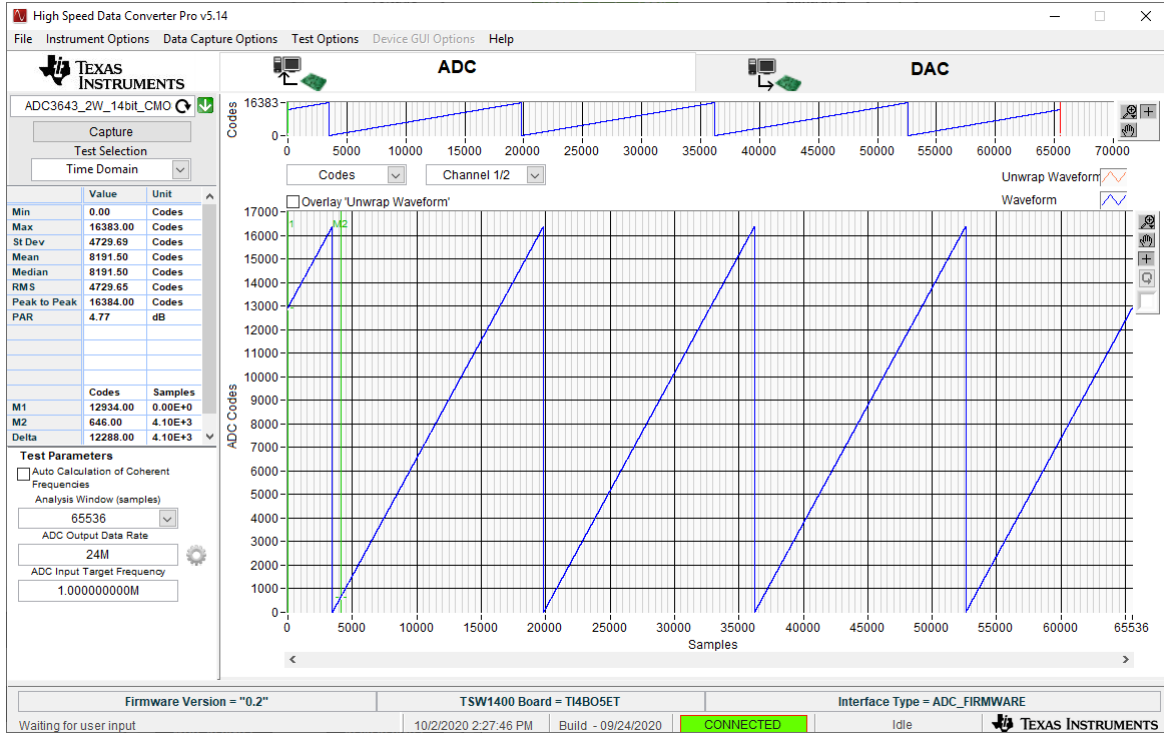 High Speed Data Converter Pro v5.14
File Instrument Options Data Capture Options Test Options Device GUI Options Help
TEXAS INSTRUMENTS
ADC
DAC
ADC3643_2W_14bit_CMO
Capture
Test Selection
Time Domain
Value Unit
Min 0.00 Codes
Max 16383.00 Codes
St Dev 4729.69 Codes
Mean 8191.50 Codes
Median 8191.50 Codes
RMS 4729.65 Codes
Peak to Peak 16384.00 Codes
PAR 4.77 dB
Codes Samples
M1 12934.00 0.00E+0
M2 646.00 4.10E+3
Delta 12288.00 4.10E+3
Test Parameters
Auto Calculation of Coherent
Frequencies
Analysis Window (samples)
65536
ADC Output Data Rate
24M
ADC Input Target Frequency
1.000000000M
Codes
16383
0
0 5000 10000 15000 20000 25000 30000 35000 40000 45000 50000 55000 60000 65000 70000
Codes
Channel 1/2
Unwrap Waveform
Overlay 'Unwrap Waveform'
Waveform
1 M2
ADC Codes
17000
16000
15000
14000
13000
12000
11000
10000
9000
8000
7000
6000
5000
4000
3000
2000
1000
0
0 5000 10000 15000 20000 25000 30000 35000 40000 45000 50000 55000 60000 65536
Samples
Firmware Version = "0.2"
TSW1400 Board = TI4BO5ET
Interface Type = ADC_FIRMWARE
Waiting for user input
10/2/2020 2:27:46 PM
Build - 09/24/2020
CONNECTED
Idle
TEXAS INSTRUMENTS